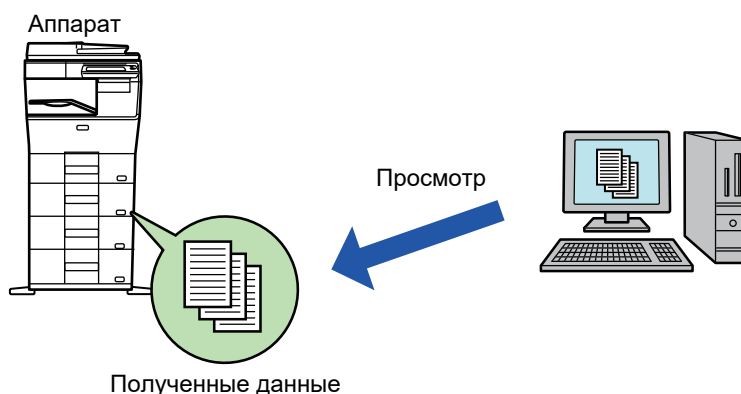 Аппарат
Просмотр
Полученные данные